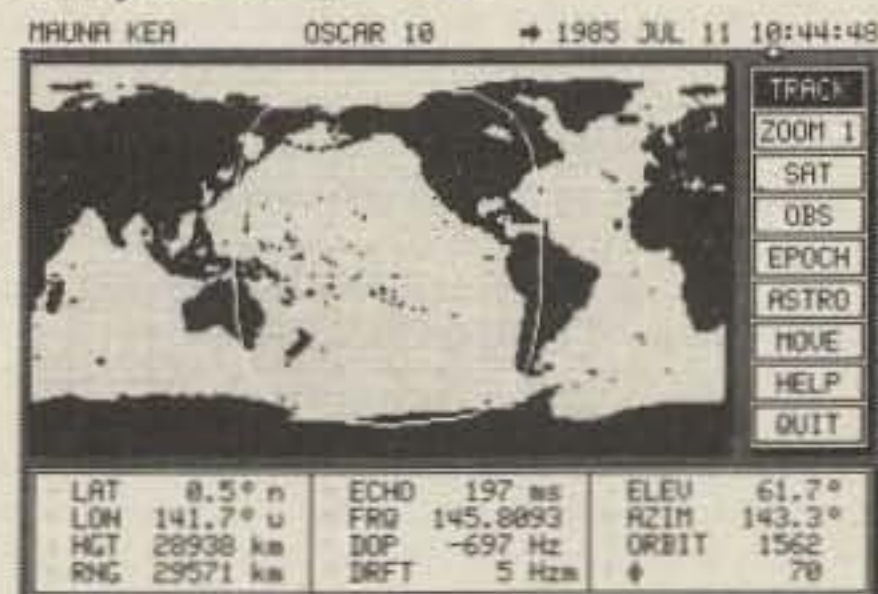 MAUNA KEA OSCAR 10 → 1985 JUL 11 10:44:48
TRACK
ZOOM 1
SAT
OBS
EPOCH
ASTRO
MOVE
HELP
QUIT
LAT 0.5° n
LON 141.7° w
HGT 28938 km
RNG 29571 km
ECHO 197 ms
FRQ 145.8093
DOP -697 Hz
DRFT 5 Hzm
ELEV 61.7°
AZIM 143.3°
ORBIT 1562
ϕ 70